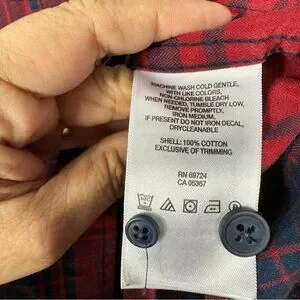 MACHINE WASH COLD GENTLE,
WITH LIKE COLORS,
NON-CHLORINE BLEACH
WHEN NEEDED, TUMBLE DRY LOW,
REMOVE PROMPTLY,
IRON MEDIUM,
IF PRESENT DO NOT IRON DECAL,
DRYCLEANABLE
SHELL: 100% COTTON
EXCLUSIVE OF TRIMMING
RN 69724
CA 05367